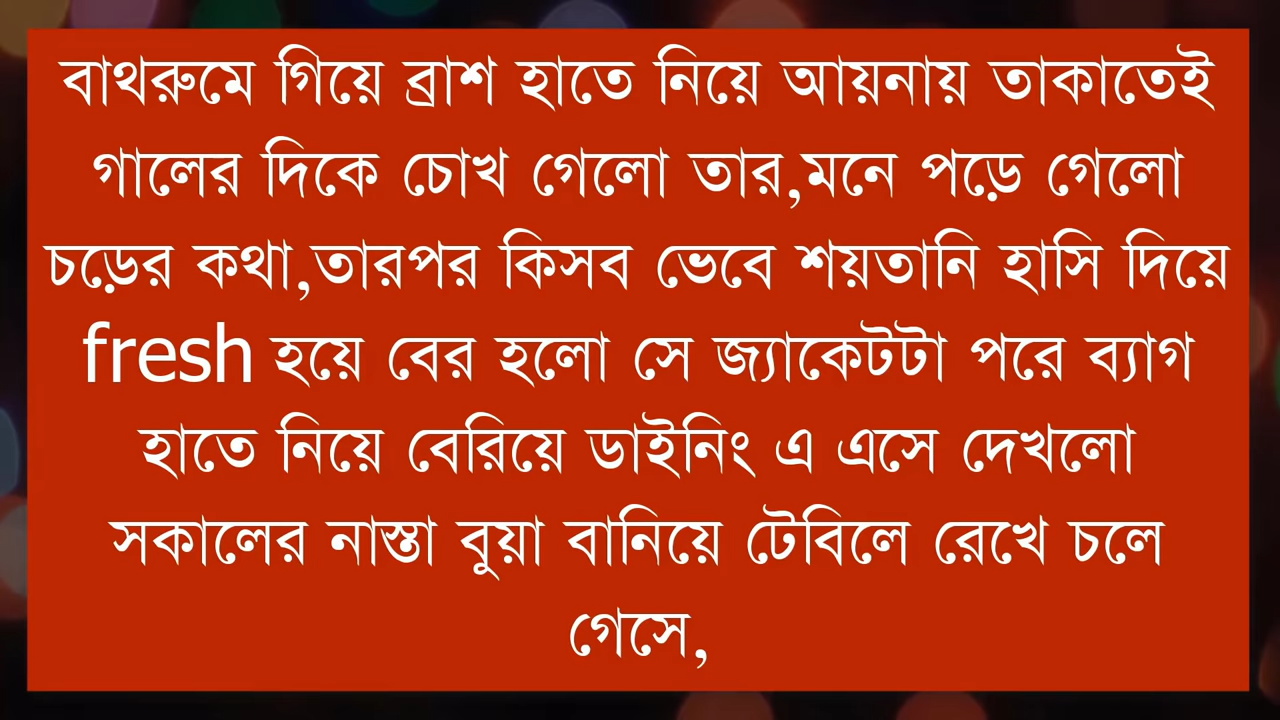 বাথরুমে গিয়ে ব্রাশ হাতে নিয়ে আয়নায় তাকাতেই
গালের দিকে চোখ গেলো তার,মনে পড়ে গেলো
চড়ের কথা,তারপর কিসব ভেবে শয়তানি হাসি দিয়ে
fresh হয়ে বের হলো সে জ্যাকেটটা পরে ব্যাগ
হাতে নিয়ে বেরিয়ে ডাইনিং এ এসে দেখলো
সকালের নাস্তা বুয়া বানিয়ে টেবিলে রেখে চলে
গেসে,